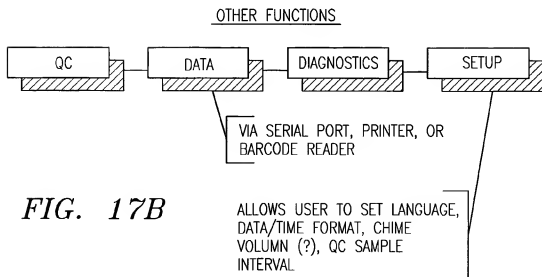 OTHER FUNCTIONS
QC DATA DIAGNOSTICS SETUP
VIA SERIAL PORT, PRINTER, OR
BARCODE READER
FIG. 17B
ALLOWS USER TO SET LANGUAGE,
DATA/TIME FORMAT, CHIME
VOLUMN (?), QC SAMPLE
INTERVAL